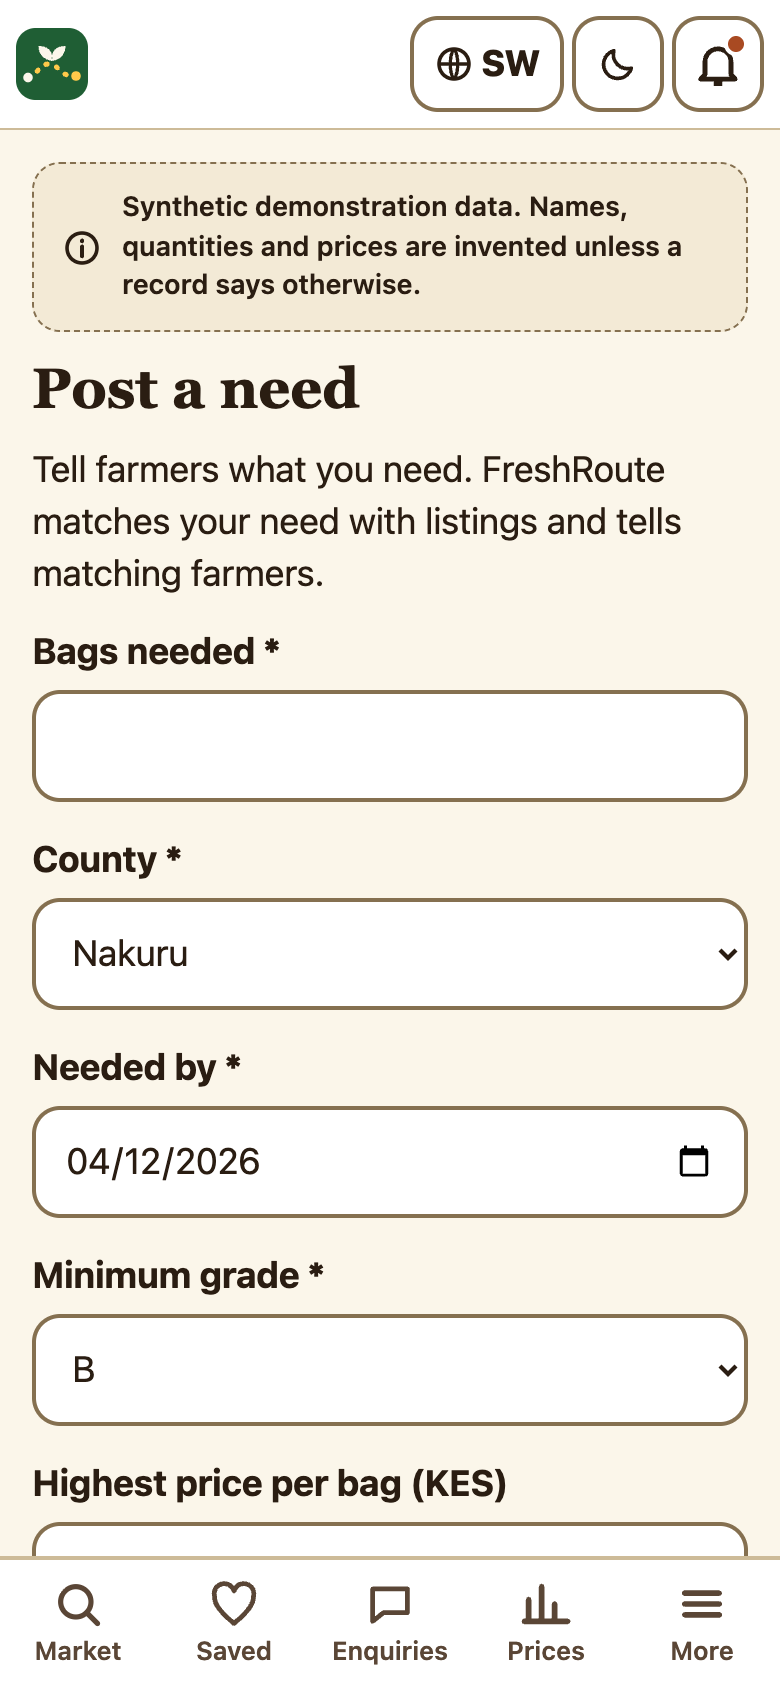 SW
Synthetic demonstration data. Names,
quantities and prices are invented unless a
record says otherwise.
Post a need
Tell farmers what you need. FreshRoute
matches your need with listings and tells
matching farmers.
Bags needed *
County *
Nakuru
Needed by *
04/12/2026
Minimum grade *
B
Highest price per bag (KES)
Market
Saved
Enquiries
Prices
More